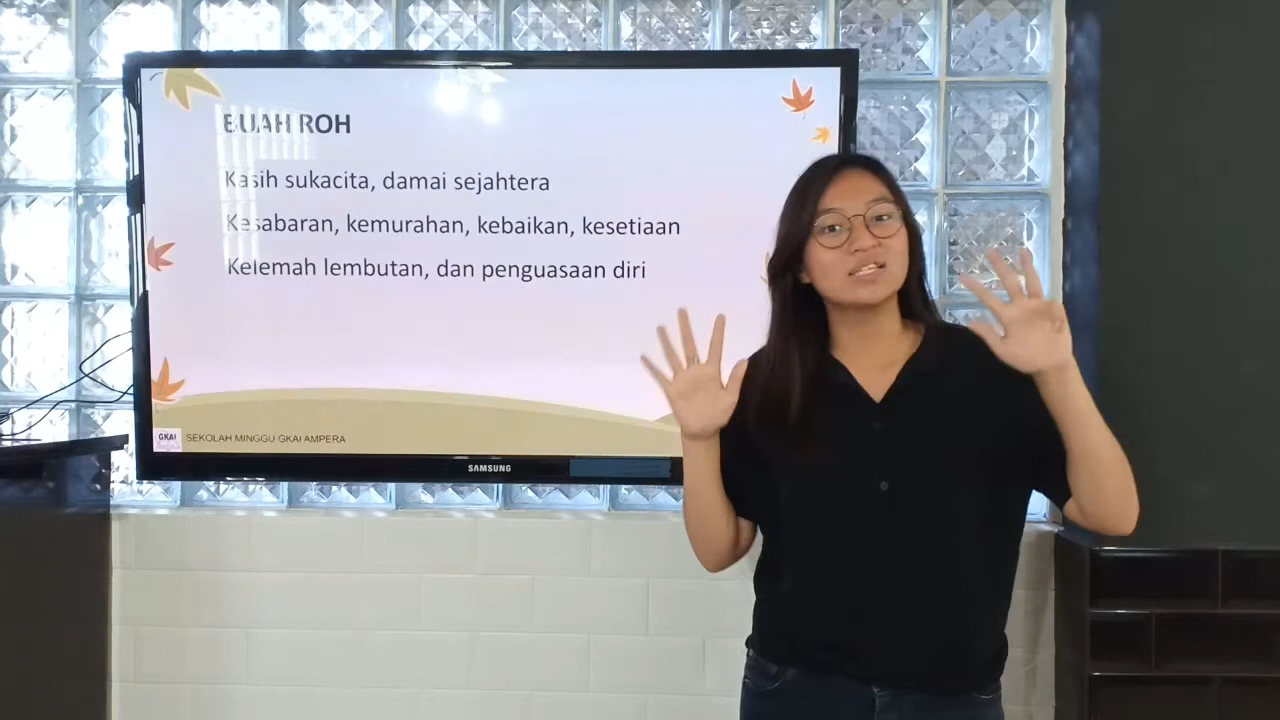 BUAH ROH
Kasih sukacita, damai sejahtera
Kesabaran, kemurahan, kebaikan, kesetiaan
Kelemah lembutan, dan penguasaan diri
GKAI
SEKOLAH MINGGU GKAI AMPERA
SAMSUNG